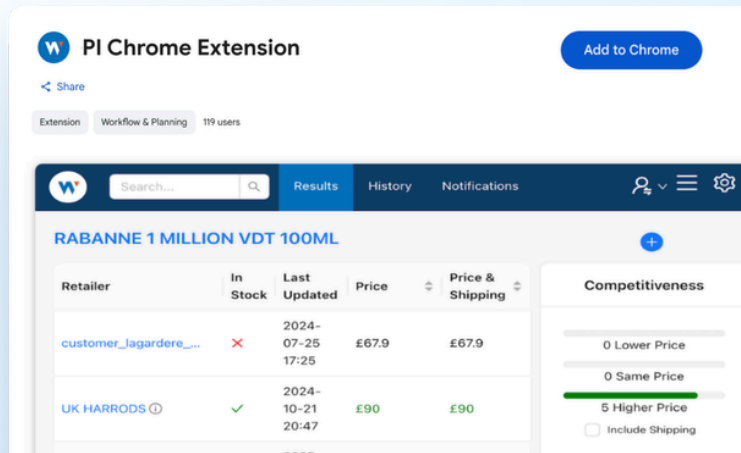 PI Chrome Extension
Add to Chrome
Share
Extension
Workflow & Planning
119 users
Search...
Results
History
Notifications
RABANNE 1 MILLION VDT 100ML
Retailer
In
Stock
Last
Updated
Price
Price &
Shipping
Competitiveness
customer_lagardere_...
2024-
07-25
17:25
£67.9
£67.9
0 Lower Price
0 Same Price
UK HARRODS
2024-
10-21
20:47
£90
£90
5 Higher Price
Include Shipping